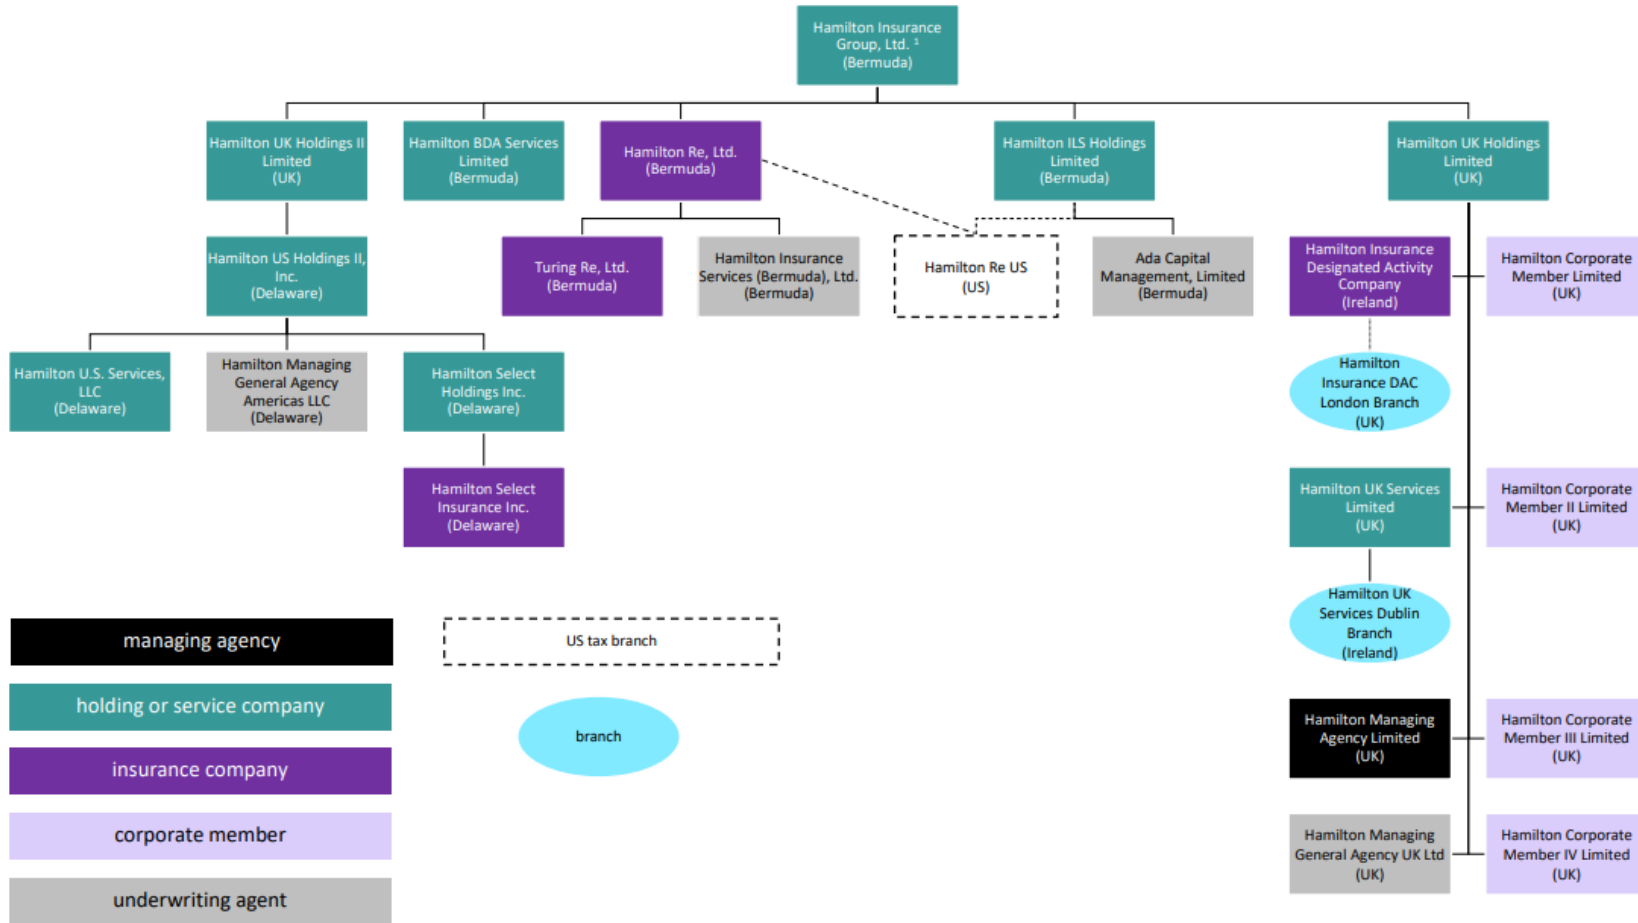 Hamilton Insurance
Group, Ltd. 1
(Bermuda)
Hamilton UK Holdings II
Limited
(UK)
Hamilton BDA Services
Limited
(Bermuda)
Hamilton Re, Ltd.
(Bermuda)
Hamilton ILS Holdings
Limited
(Bermuda)
Hamilton UK Holdings
Limited
(UK)
Hamilton US Holdings II,
Inc.
(Delaware)
Turing Re, Ltd.
(Bermuda)
Hamilton Insurance
Services (Bermuda), Ltd.
(Bermuda)
Hamilton Re US
(US)
Ada Capital
Management, Limited
(Bermuda)
Hamilton Insurance
Designated Activity
Company
(Ireland)
Hamilton Corporate
Member Limited
(UK)
Hamilton U.S. Services,
LLC
(Delaware)
Hamilton Managing
General Agency
Americas LLC
(Delaware)
Hamilton Select
Holdings Inc.
(Delaware)
Hamilton
Insurance DAC
London Branch
(UK)
Hamilton Select
Insurance Inc.
(Delaware)
Hamilton UK Services
Limited
(UK)
Hamilton Corporate
Member II Limited
(UK)
Hamilton UK
Services Dublin
Branch
(Ireland)
managing agency
US tax branch
holding or service company
branch
Hamilton Managing
Agency Limited
(UK)
Hamilton Corporate
Member III Limited
(UK)
insurance company
corporate member
Hamilton Managing
General Agency UK Ltd
(UK)
Hamilton Corporate
Member IV Limited
(UK)
underwriting agent